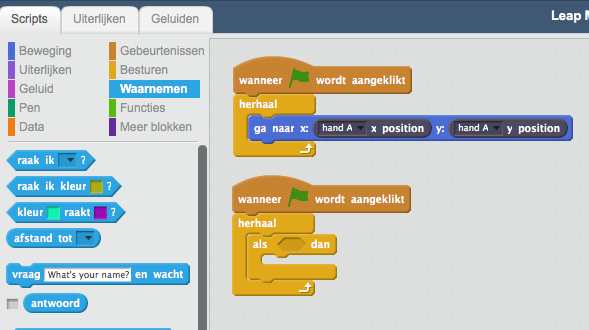 Scripts Uiterlijken Geluiden Leap M
Beweging Gebeurtenissen
Uiterlijken Besturen
Geluid Waarnemen
Pen Functies
Data Meer blokken
raak ik ?
raak ik kleur ?
kleur raakt ?
afstand tot
vraag What's your name? en wacht
antwoord
wanneer wordt aangeklikt
herhaal
ga naar x: hand A x position y: hand A y position
wanneer wordt aangeklikt
herhaal
als dan